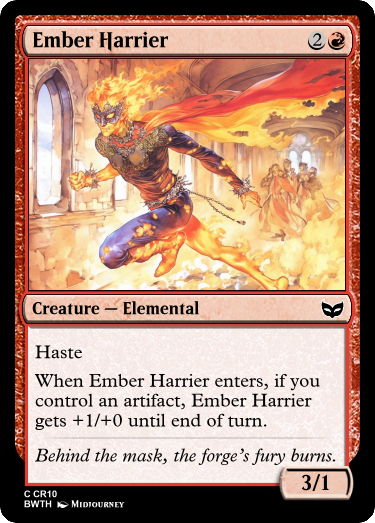 Ember Harrier 2
Creature — Elemental
Haste
When Ember Harrier enters, if you
control an artifact, Ember Harrier
gets +1/+0 until end of turn.
Behind the mask, the forge's fury burns.
3/1
C CR10
BWTH Midjourney